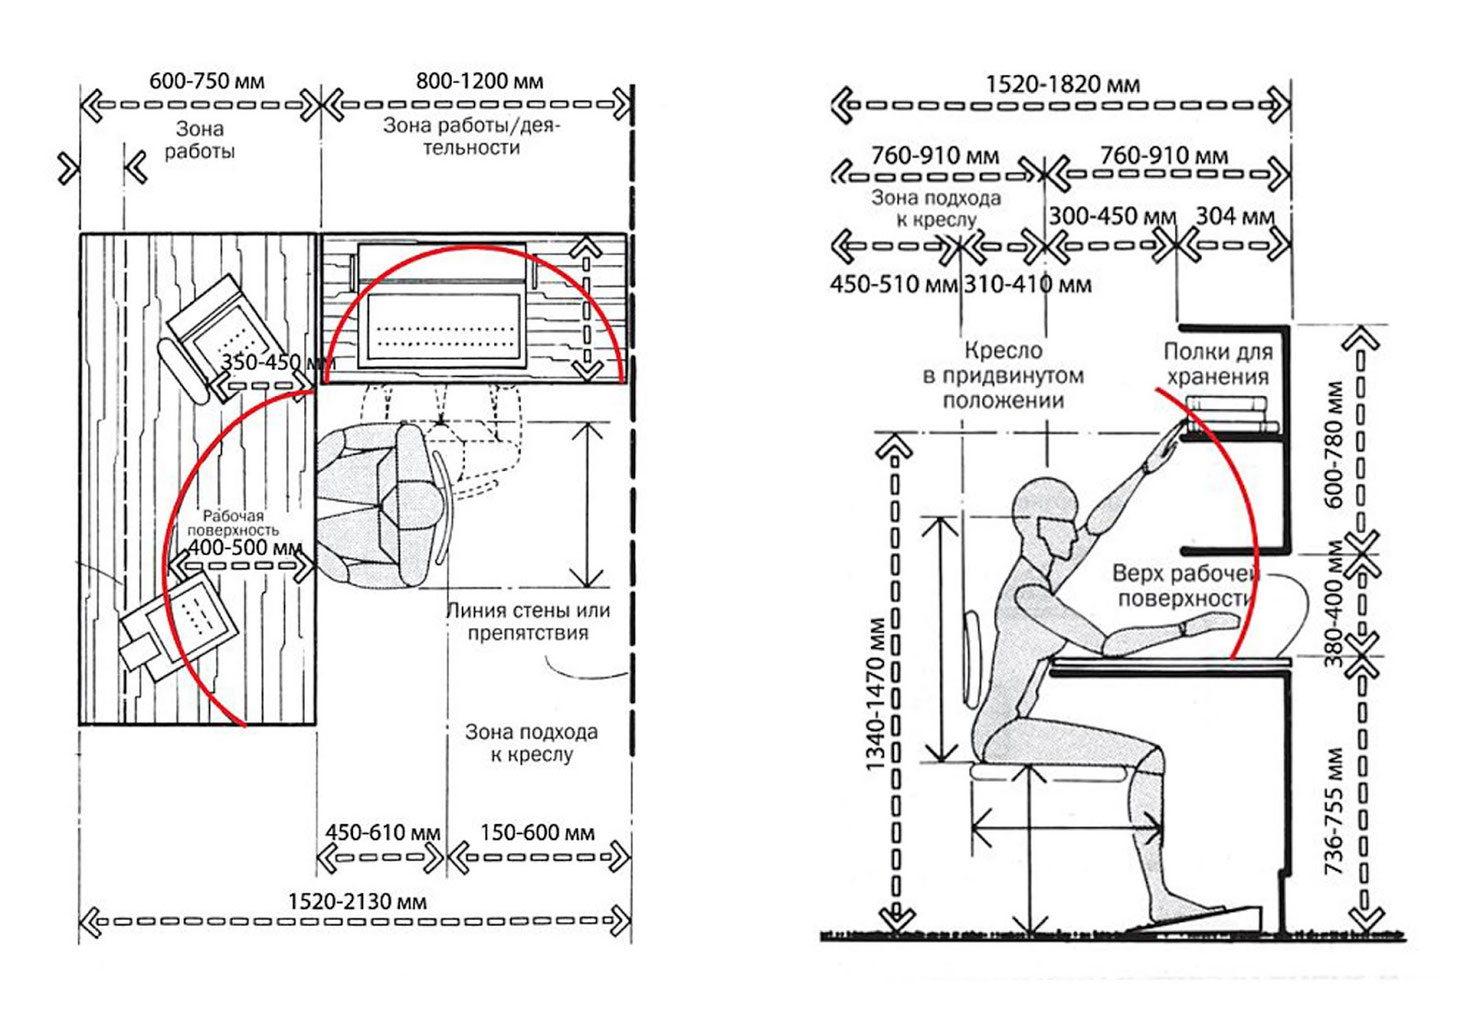 600-750 мм
800-1200 мм
Зона
работы
Зона работы/дея-
тельности
350-450 мм
Рабочая
поверхность
400-500 мм
Линия стены или
препятствия
Зона подхода
к креслу
450-610 мм
150-600 мм
1520-2130 мм
1520-1820 мм
760-910 мм
760-910 мм
Зона подхода
к креслу
300-450 мм
304 мм
450-510 мм
310-410 мм
Кресло
в придвинутом
положении
Полки для
хранения
600-780 мм
Верх рабочей
поверхности
380-400 мм
1340-1470 мм
736-755 мм